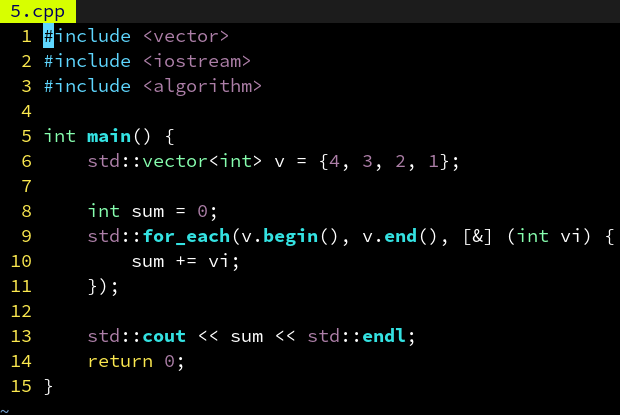 5.cpp
1 #include <vector>
2 #include <iostream>
3 #include <algorithm>
4
5 int main() {
6     std::vector<int> v = {4, 3, 2, 1};
7
8     int sum = 0;
9     std::for_each(v.begin(), v.end(), [&] (int vi) {
10         sum += vi;
11     });
12
13     std::cout << sum << std::endl;
14     return 0;
15 }
~